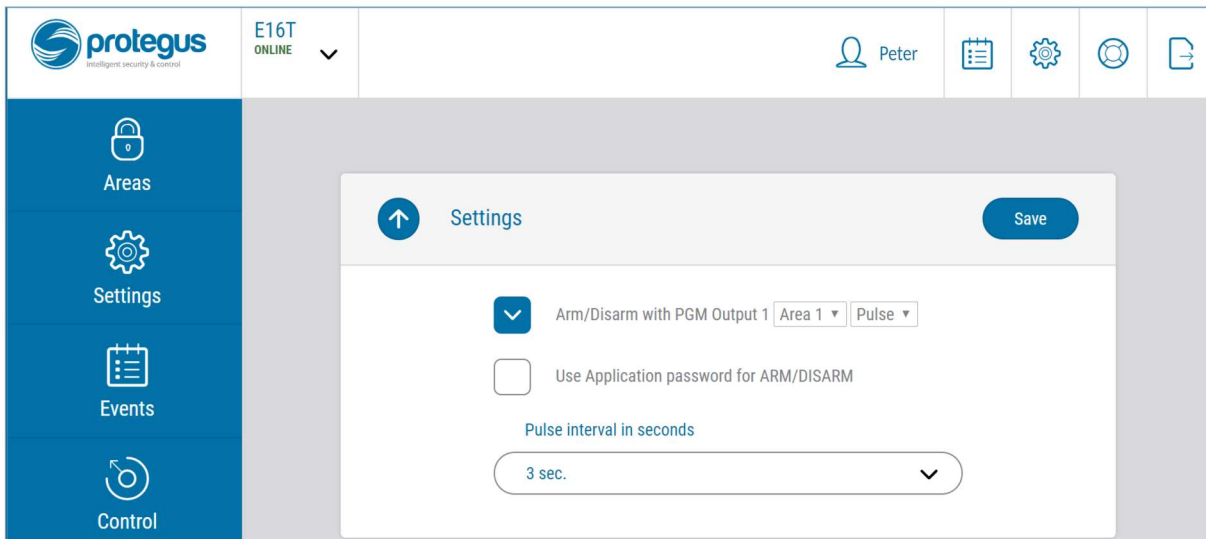 protegus
intelligent security & control
E16T
ONLINE
Peter
Areas
Settings
Events
Control
Settings
Save
Arm/Disarm with PGM Output 1 Area 1 Pulse
Use Application password for ARM/DISARM
Pulse interval in seconds
3 sec.